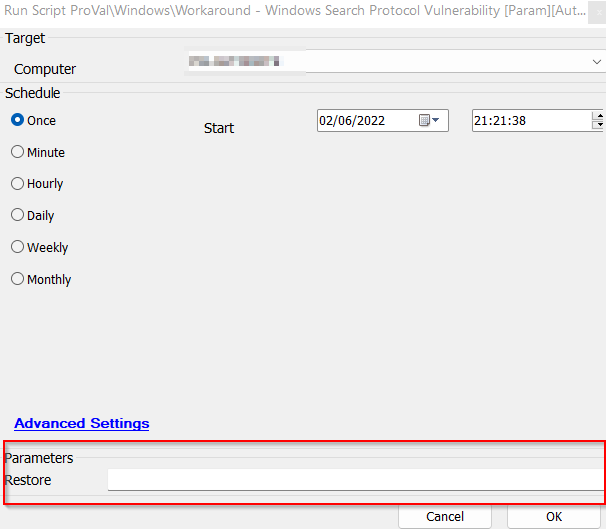 Run Script ProVal\Windows\Workaround - Windows Search Protocol Vulnerability [Param][Aut...
Target
Computer
Schedule
Once
Start
02/06/2022
21:21:38
Minute
Hourly
Daily
Weekly
Monthly
Advanced Settings
Parameters
Restore
Cancel
OK